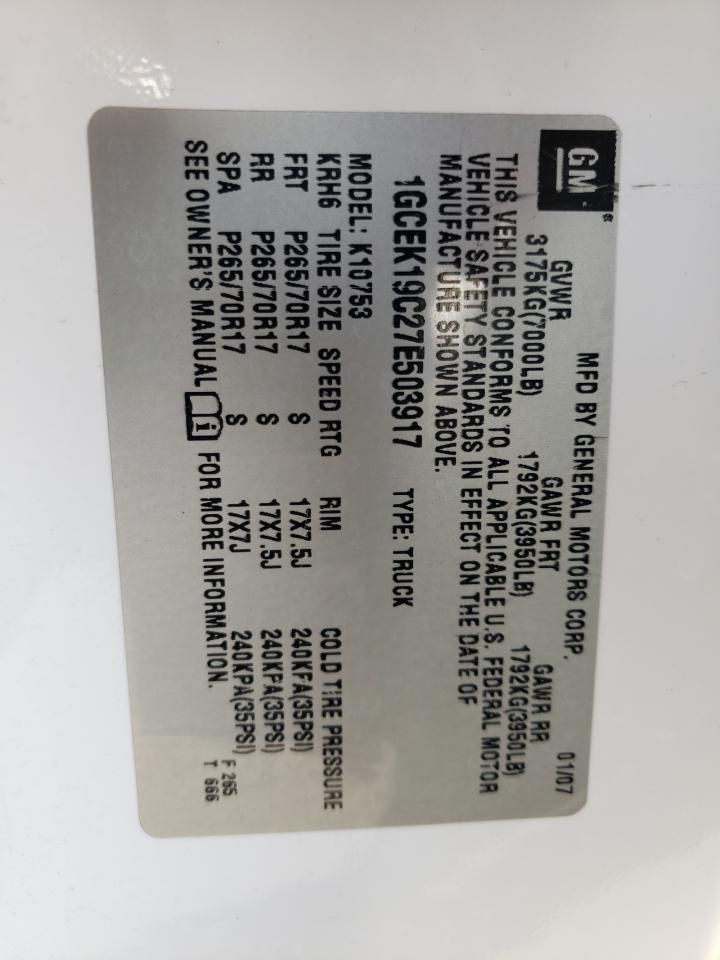 GM ®
MFD BY GENERAL MOTORS CORP. 01/07
GVWR GAWR FRT GAWR RR
3175KG(7000LB) 1792KG(3950LB) 1792KG(3950LB)
THIS VEHICLE CONFORMS TO ALL APPLICABLE U.S. FEDERAL MOTOR
VEHICLE SAFETY STANDARDS IN EFFECT ON THE DATE OF
MANUFACTURE SHOWN ABOVE.
1GCEK19C27E503917 TYPE: TRUCK
MODEL: K10753
KRH6 TIRE SIZE SPEED RTG RIM COLD TIRE PRESSURE
FRT P265/70R17 S 17X7.5J 240KPA(35PSI)
RR P265/70R17 S 17X7.5J 240KPA(35PSI)
SPA P265/70R17 S 17X7J 240KPA(35PSI)
SEE OWNER'S MANUAL i FOR MORE INFORMATION.
F 265
T 666